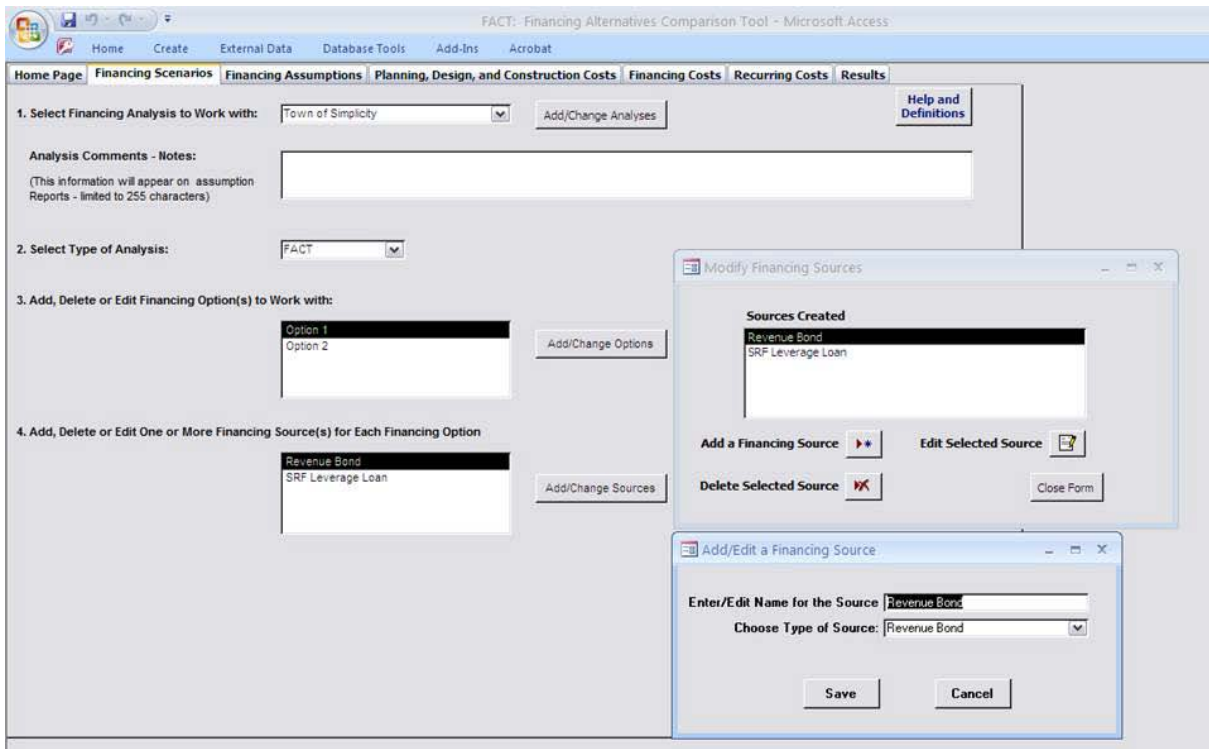 FACT: Financing Alternatives Comparison Tool - Microsoft Access
Home Create External Data Database Tools Add-Ins Acrobat
Home Page Financing Scenarios Financing Assumptions Planning, Design, and Construction Costs Financing Costs Recurring Costs Results
1. Select Financing Analysis to Work with: Town of Simplicity Add/Change Analyses
Help and
Definitions
Analysis Comments - Notes:
(This information will appear on assumption
Reports - limited to 255 characters)
2. Select Type of Analysis: FACT
3. Add, Delete or Edit Financing Option(s) to Work with:
Option 1
Option 2
Add/Change Options
4. Add, Delete or Edit One or More Financing Source(s) for Each Financing Option
Revenue Bond
SRF Leverage Loan
Add/Change Sources
Modify Financing Sources
Sources Created
Revenue Bond
SRF Leverage Loan
Add a Financing Source Edit Selected Source
Delete Selected Source Close Form
Add/Edit a Financing Source
Enter/Edit Name for the Source Revenue Bond
Choose Type of Source: Revenue Bond
Save Cancel